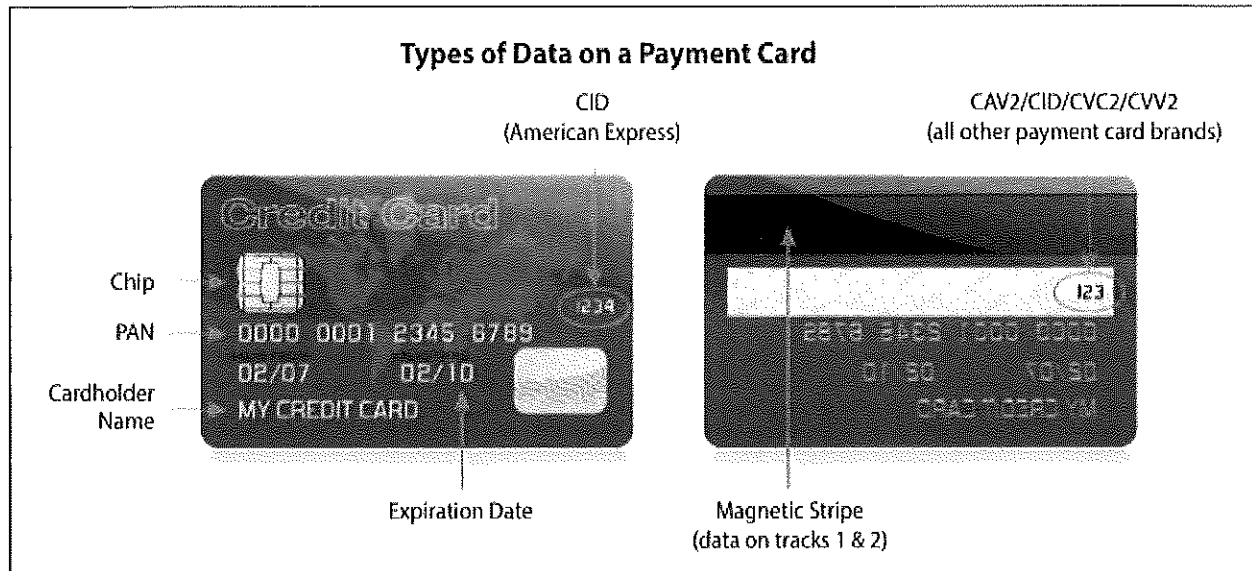 Types of Data on a Payment Card
CID
(American Express)
CAV2/CID/CVC2/CVV2
(all other payment card brands)
Credit Card
Chip
1234
123
PAN
0000 0001 2345 6789
02/07 02/10
Cardholder
Name
MY CREDIT CARD
Expiration Date
Magnetic Stripe
(data on tracks 1 & 2)